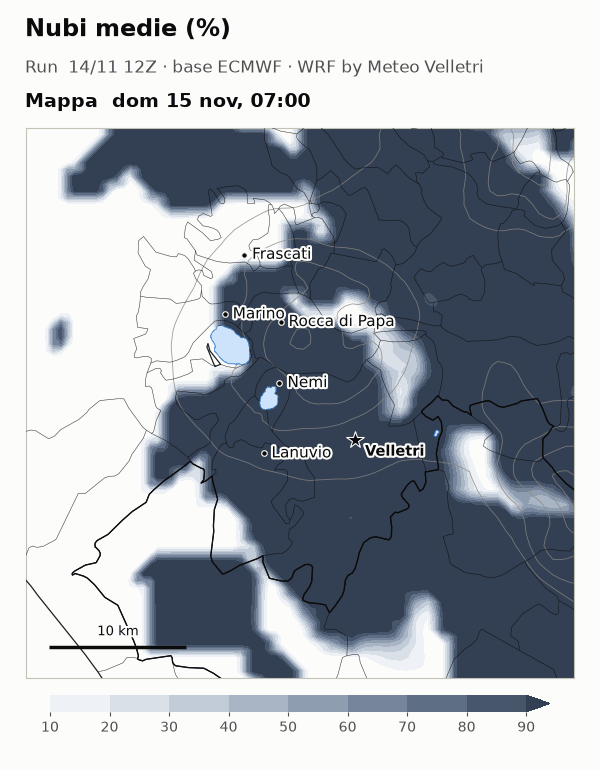 Nubi medie (%)
Run  14/11 12Z · base ECMWF · WRF by Meteo Velletri
Mappa  dom 15 nov, 07:00
Frascati
Marino
Rocca di Papa
Nemi
Velletri
Lanuvio
10 km
10 20 30 40 50 60 70 80 90